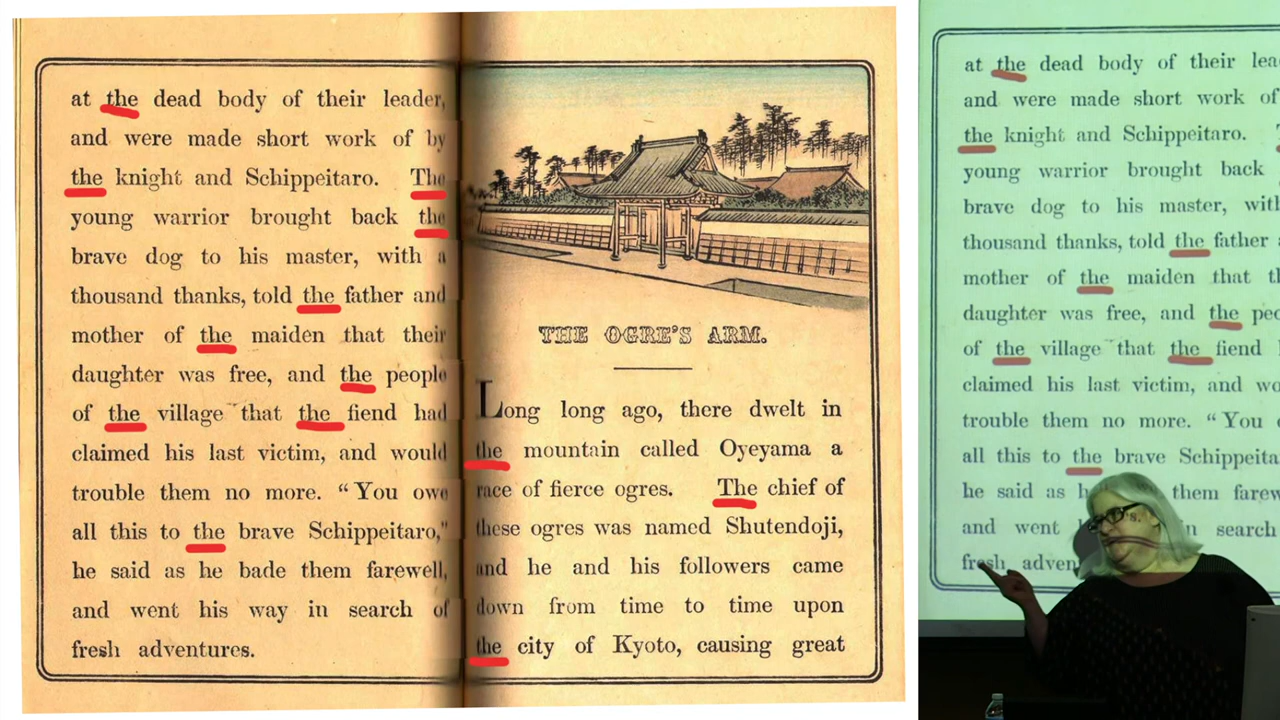 at the dead body of their leader,
and were made short work of by
the knight and Schippeitaro. The
young warrior brought back the
brave dog to his master, with a
thousand thanks, told the father and
mother of the maiden that their
daughter was free, and the people
of the village that the fiend had
claimed his last victim, and would
trouble them no more. “You owe
all this to the brave Schippeitaro,”
he said as he bade them farewell,
and went his way in search of
fresh adventures.
THE OGRE'S ARM.
Long long ago, there dwelt in
the mountain called Oyeyama a
race of fierce ogres. The chief of
these ogres was named Shutendoji,
and he and his followers came
down from time to time upon
the city of Kyoto, causing great
at the dead body of their
and were made short work of
the knight and Schippeitaro.
young warrior brought back
brave dog to his master,
thousand thanks, told the father
mother of the maiden that
daughter was free, and the
of the village that the fiend
claimed his last victim, and
trouble them no more. “You
all this to the brave
he said as them
and went in search
fresh